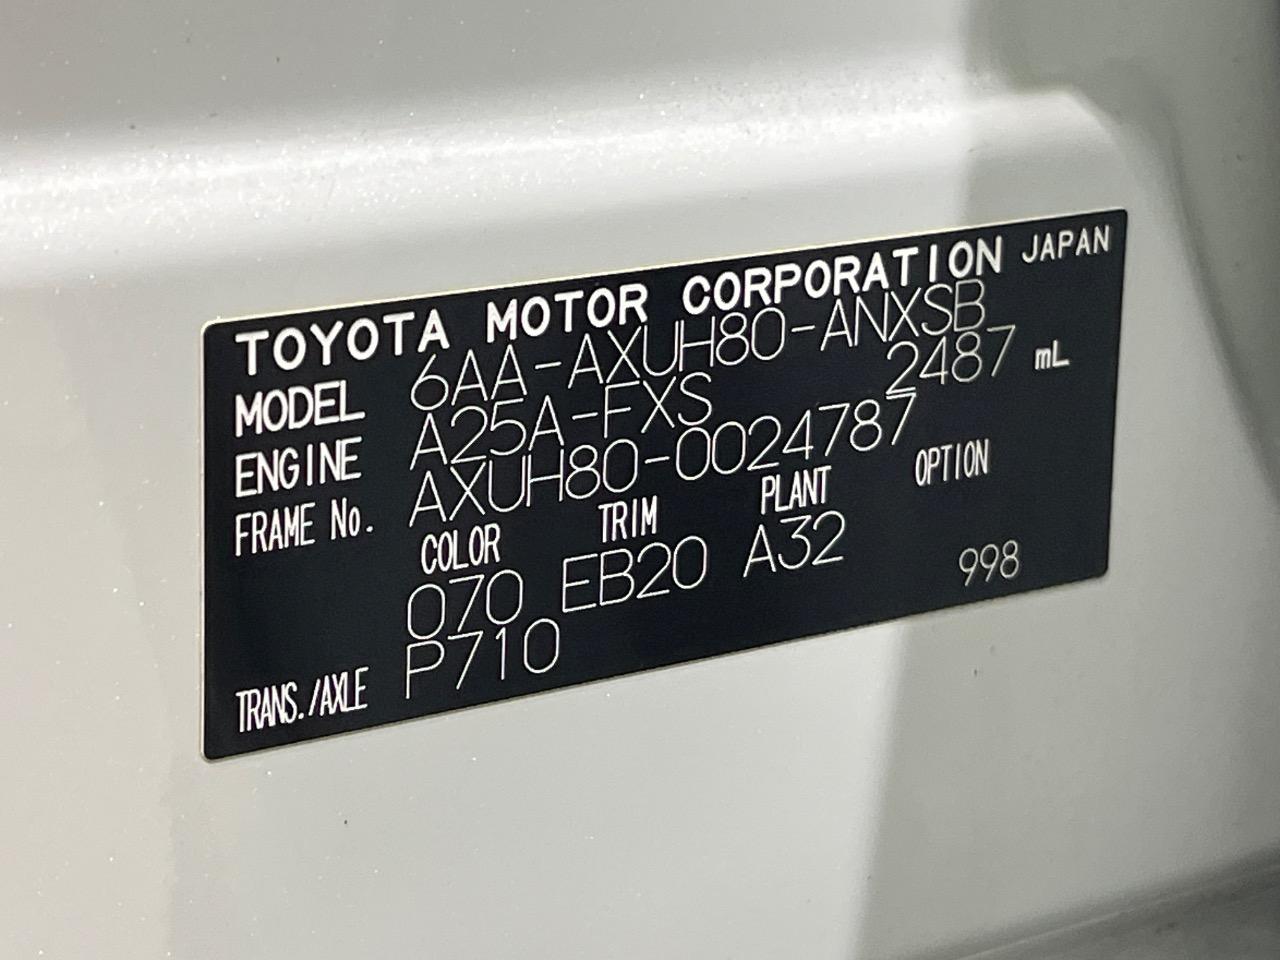 TOYOTA MOTOR CORPORATION JAPAN
MODEL 6AA-AXUH80-ANXSB
ENGINE A25A-FXS 2487 mL
FRAME No. AXUH80-0024787
COLOR TRIM PLANT OPTION
070 EB20 A32 998
TRANS./AXLE P710